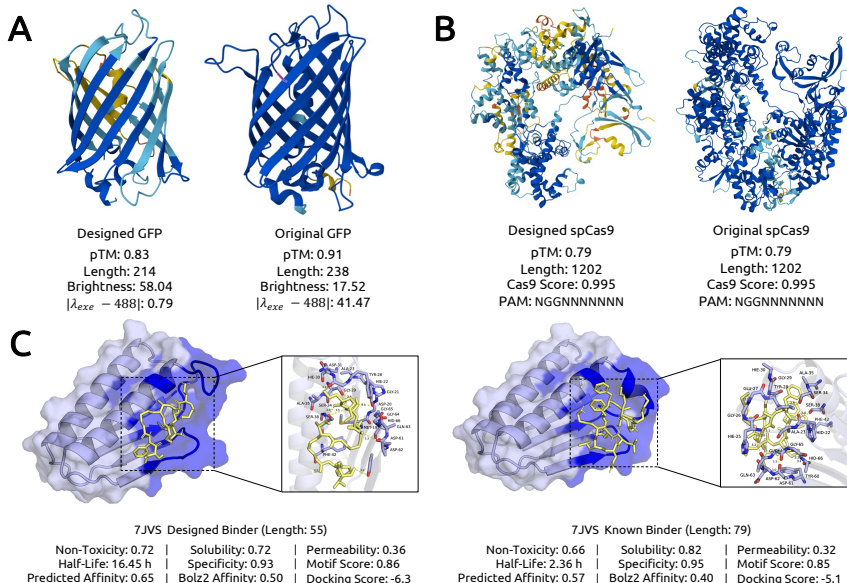 A
B
Designed GFP
pTM: 0.83
Length: 214
Brightness: 58.04
|λexe − 488|: 0.79
Original GFP
pTM: 0.91
Length: 238
Brightness: 17.52
|λexe − 488|: 41.47
Designed spCas9
pTM: 0.79
Length: 1202
Cas9 Score: 0.995
PAM: NGGNNNNNNN
Original spCas9
pTM: 0.79
Length: 1202
Cas9 Score: 0.995
PAM: NGGNNNNNNN
C
7JVS Designed Binder (Length: 55)
Non-Toxicity: 0.72 | Solubility: 0.72 | Permeability: 0.36
Half-Life: 16.45 h | Specificity: 0.93 | Motif Score: 0.86
Predicted Affinity: 0.65 | Bolz2 Affinity: 0.50 | Docking Score: -6.3
7JVS Known Binder (Length: 79)
Non-Toxicity: 0.66 | Solubility: 0.82 | Permeability: 0.32
Half-Life: 2.36 h | Specificity: 0.95 | Motif Score: 0.85
Predicted Affinity: 0.57 | Bolz2 Affinity: 0.40 | Docking Score: -5.1